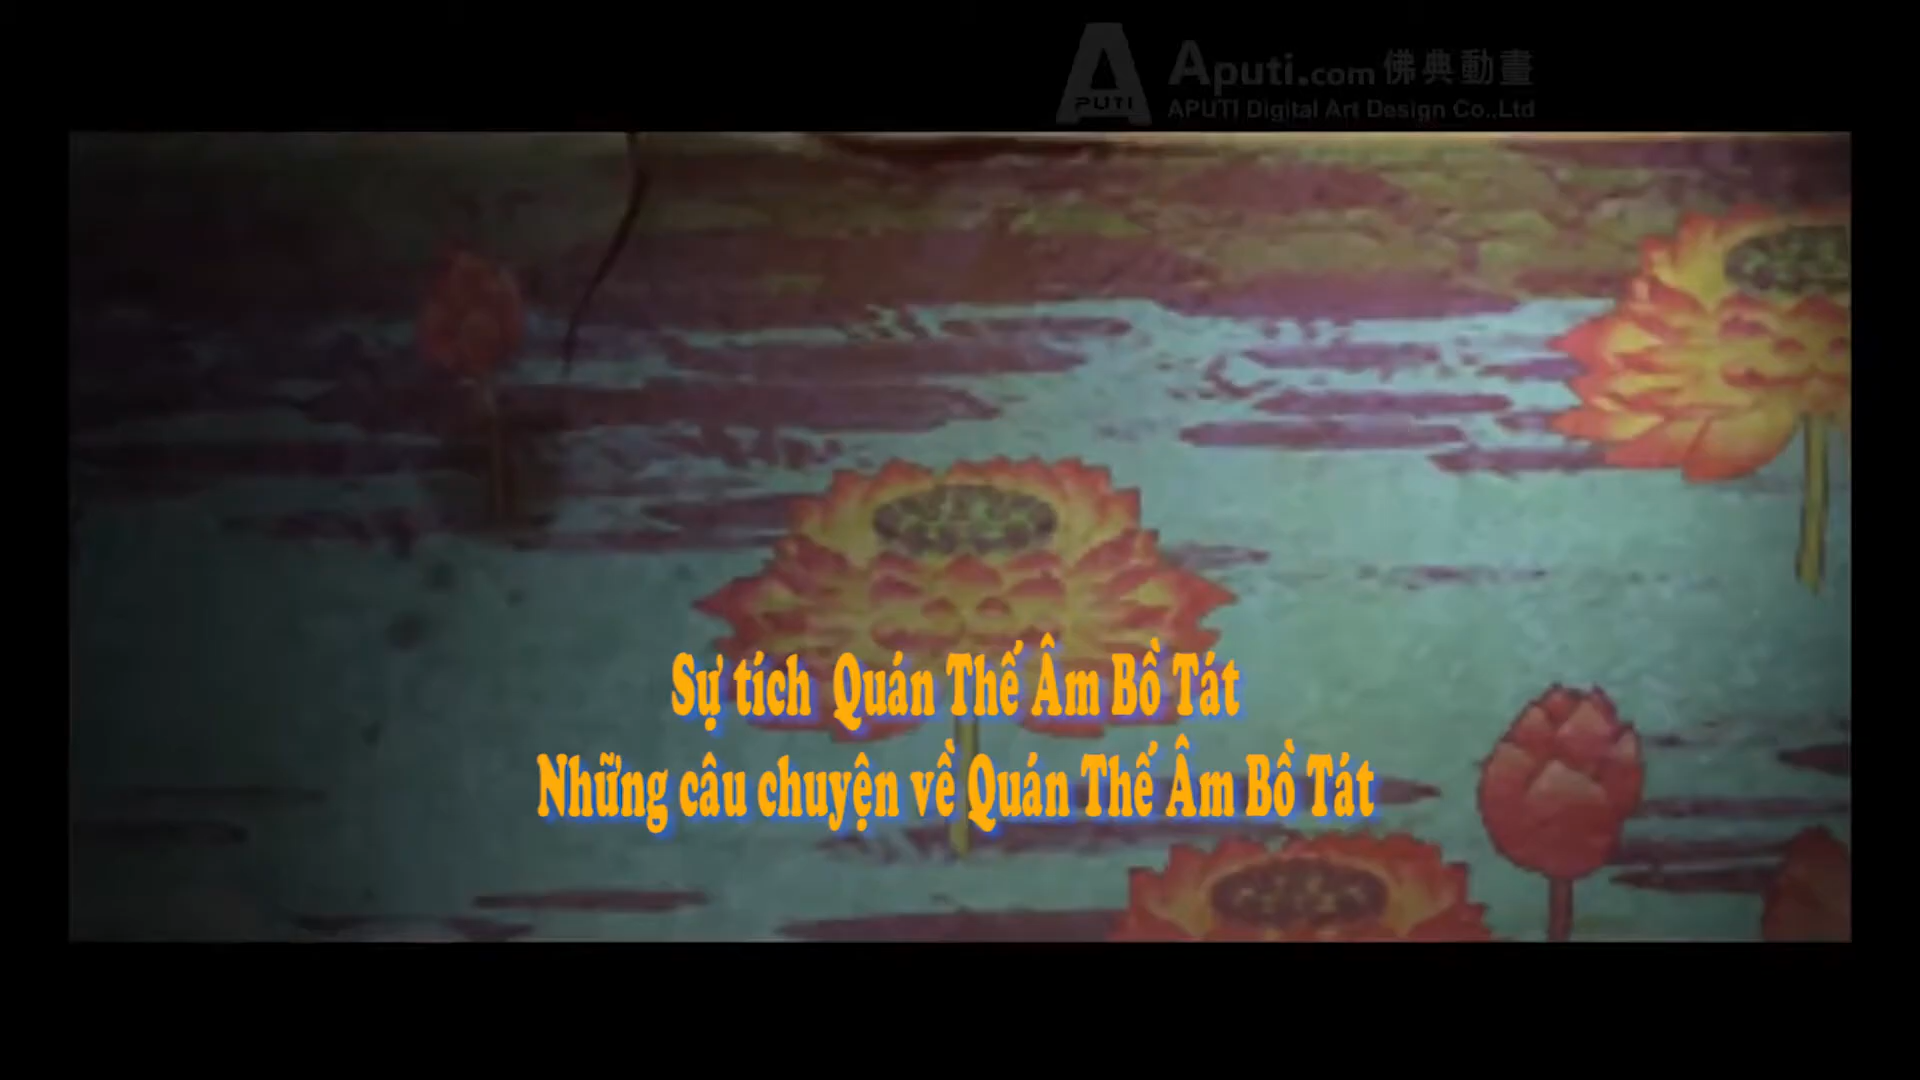 Aputi.com 佛典動畫
APUTI Digital Art Design Co.,Ltd
PUTI
Sự tích Quán Thế Âm Bồ Tát
Những câu chuyện về Quán Thế Âm Bồ Tát